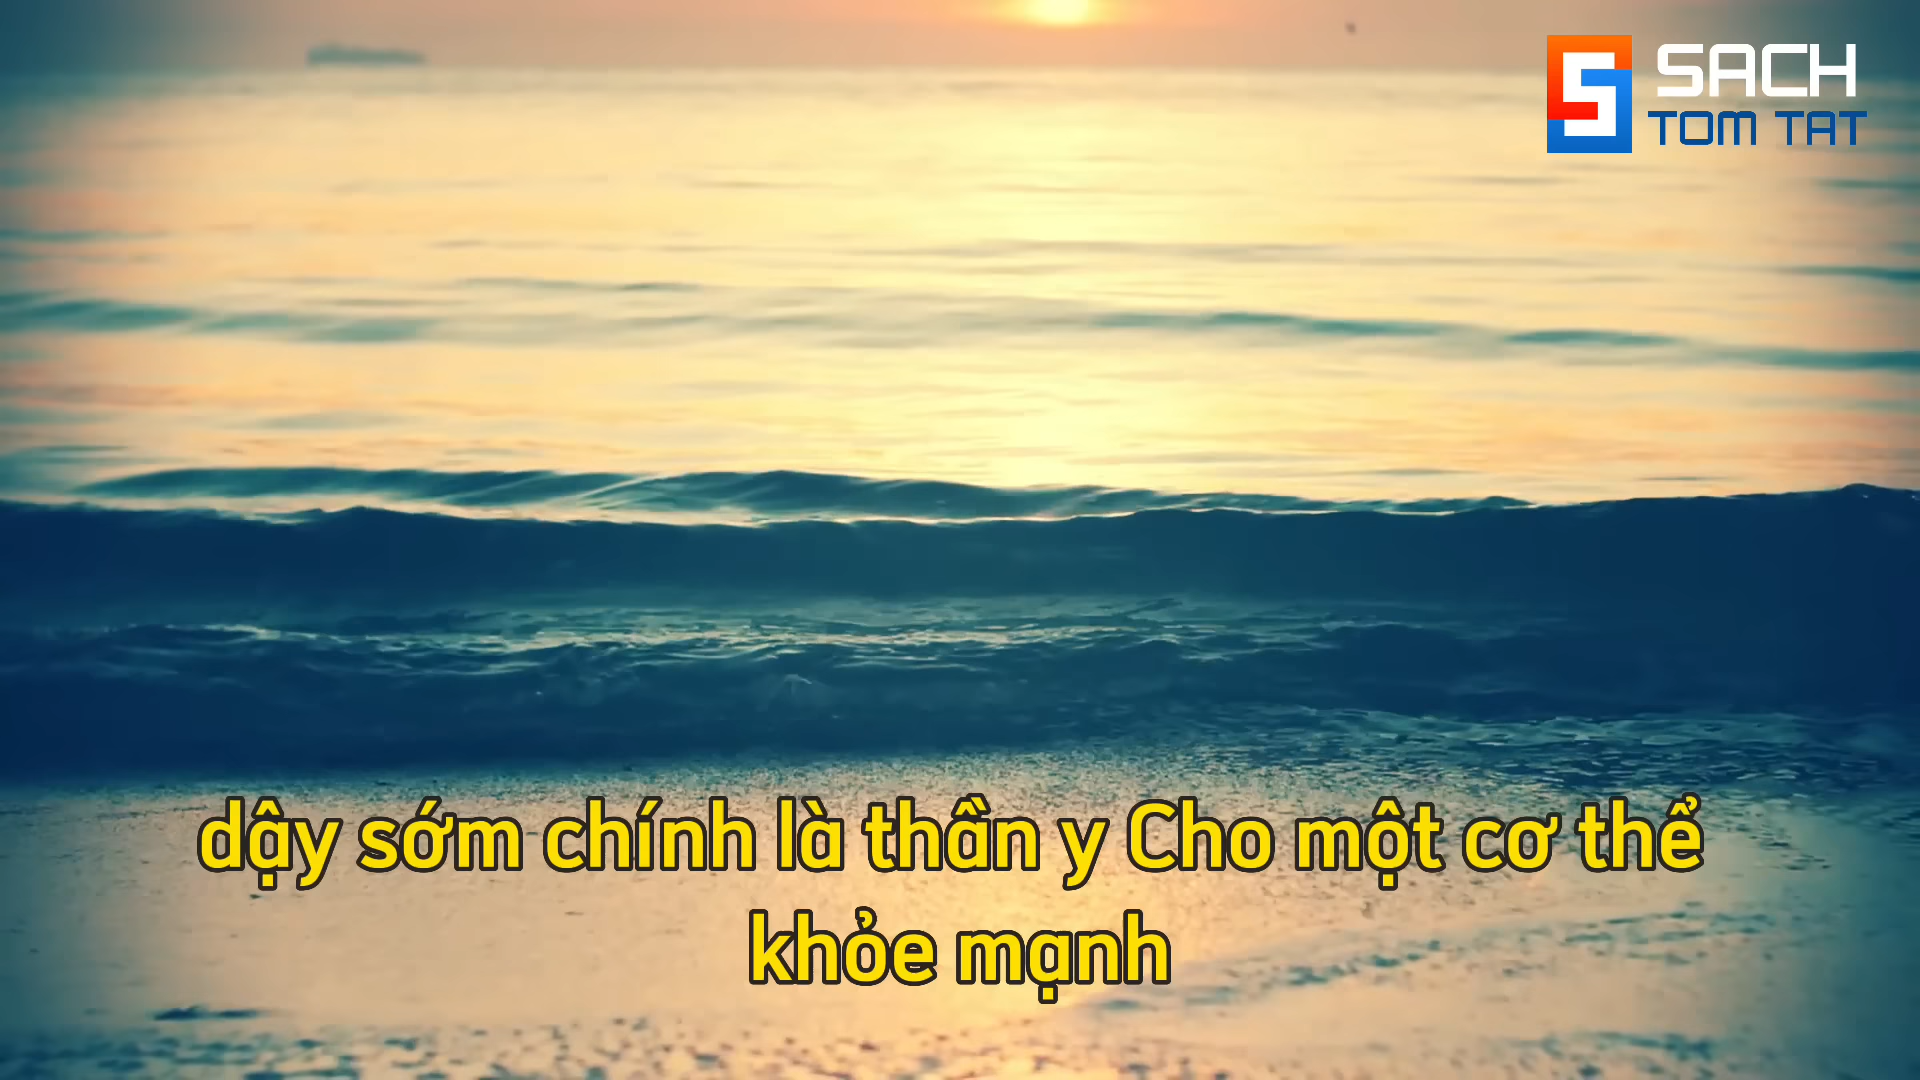 SACH
TOM TAT
dậy sớm chính là thần y Cho một cơ thể
khỏe mạnh